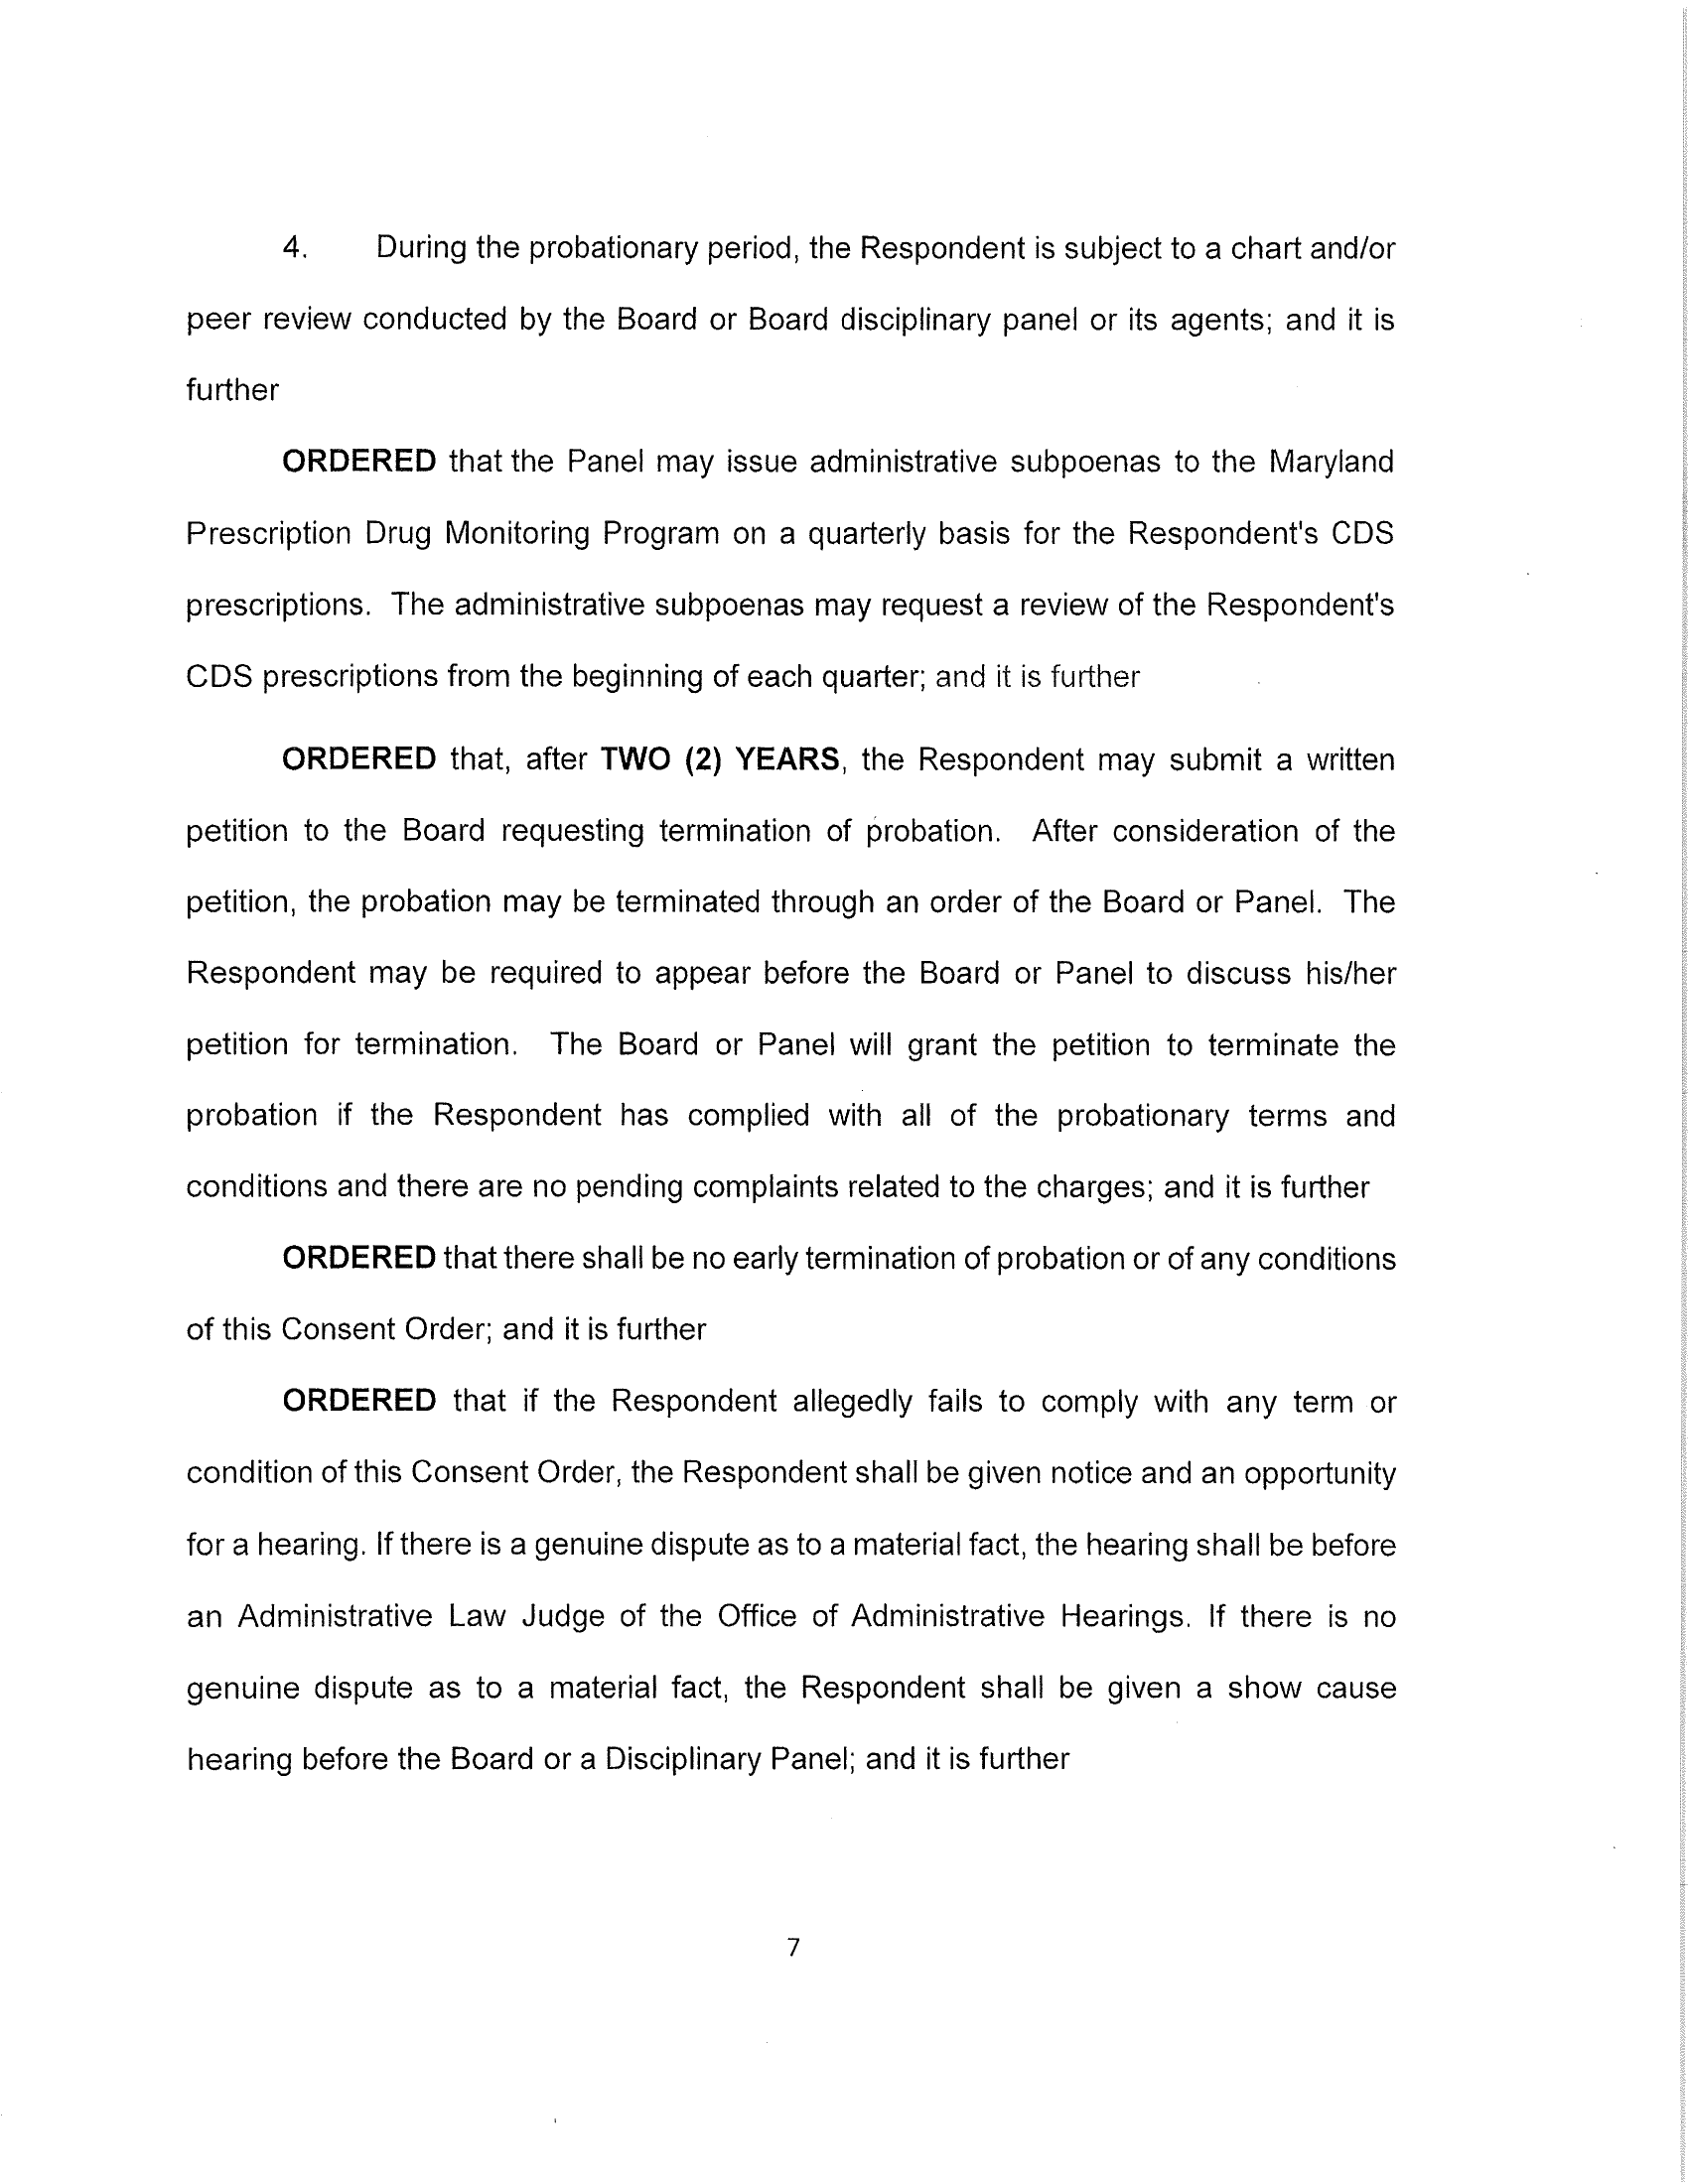 4. During the probationary period, the Respondent is subject to a chart and/or
peer review conducted by the Board or Board disciplinary panel or its agents; and it is
further
ORDERED that the Panel may issue administrative subpoenas to the Maryland
Prescription Drug Monitoring Program on a quarterly basis for the Respondent's CDS
prescriptions. The administrative subpoenas may request a review of the Respondent's
CDS prescriptions from the beginning of each quarter; and it is further
ORDERED that, after TWO (2) YEARS, the Respondent may submit a written
petition to the Board requesting termination of probation. After consideration of the
petition, the probation may be terminated through an order of the Board or Panel. The
Respondent may be required to appear before the Board or Panel to discuss his/her
petition for termination. The Board or Panel will grant the petition to terminate the
probation if the Respondent has complied with all of the probationary terms and
conditions and there are no pending complaints related to the charges; and it is further
ORDERED that there shall be no early termination of probation or of any conditions
of this Consent Order; and it is further
ORDERED that if the Respondent allegedly fails to comply with any term or
condition of this Consent Order, the Respondent shall be given notice and an opportunity
for a hearing. If there is a genuine dispute as to a material fact, the hearing shall be before
an Administrative Law Judge of the Office of Administrative Hearings. If there is no
genuine dispute as to a material fact, the Respondent shall be given a show cause
hearing before the Board or a Disciplinary Panel; and it is further
7